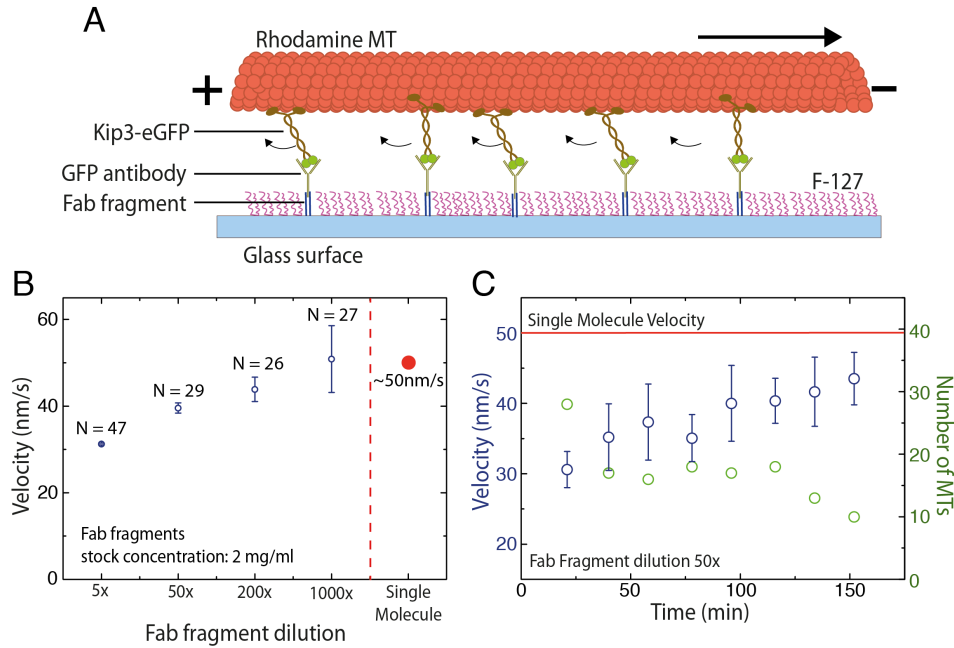 A
Rhodamine MT
+
−
Kip3-eGFP
GFP antibody
Fab fragment
F-127
Glass surface
B
60
40
20
0
Velocity (nm/s)
N = 47
N = 29
N = 26
N = 27
~50nm/s
Fab fragments
stock concentration: 2 mg/ml
5x
50x
200x
1000x
Single
Molecule
Fab fragment dilution
C
50
40
30
20
Velocity (nm/s)
Single Molecule Velocity
Fab Fragment dilution 50x
40
30
20
10
0
Number of MTs
0
50
100
150
Time (min)